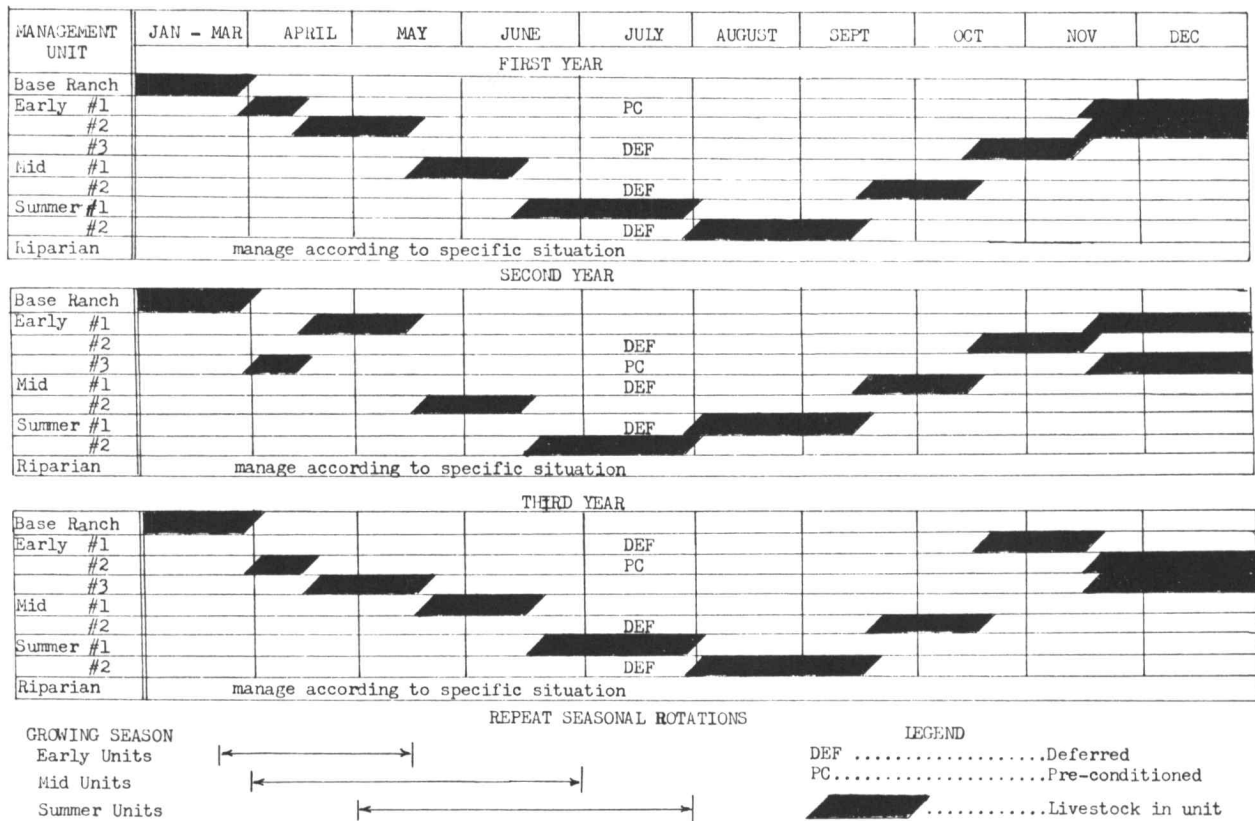 MANAGEMENT UNIT JAN - MAR APRIL MAY JUNE JULY AUGUST SEPT OCT NOV DEC
FIRST YEAR
Base Ranch
Early #1 PC
#2
#3 DEF
Mid #1
#2 DEF
Summer #1
#2 DEF
Riparian manage according to specific situation
SECOND YEAR
Base Ranch
Early #1
#2 DEF
#3 PC
Mid #1 DEF
#2
Summer #1 DEF
#2
Riparian manage according to specific situation
THIRD YEAR
Base Ranch
Early #1 DEF
#2 PC
#3
Mid #1
#2 DEF
Summer #1
#2 DEF
Riparian manage according to specific situation
REPEAT SEASONAL ROTATIONS
GROWING SEASON
Early Units
Mid Units
Summer Units
LEGEND
DEF ...................Deferred
PC.....................Pre-conditioned
............Livestock in unit